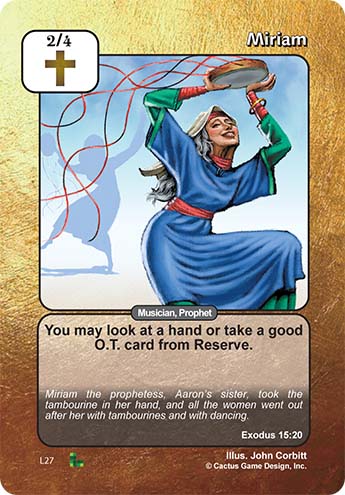 2/4
Miriam
Musician, Prophet
You may look at a hand or take a good
O.T. card from Reserve.
Miriam the prophetess, Aaron's sister, took the
tambourine in her hand, and all the women went out
after her with tambourines and with dancing.
Exodus 15:20
L27
Illus. John Corbitt
© Cactus Game Design, Inc.